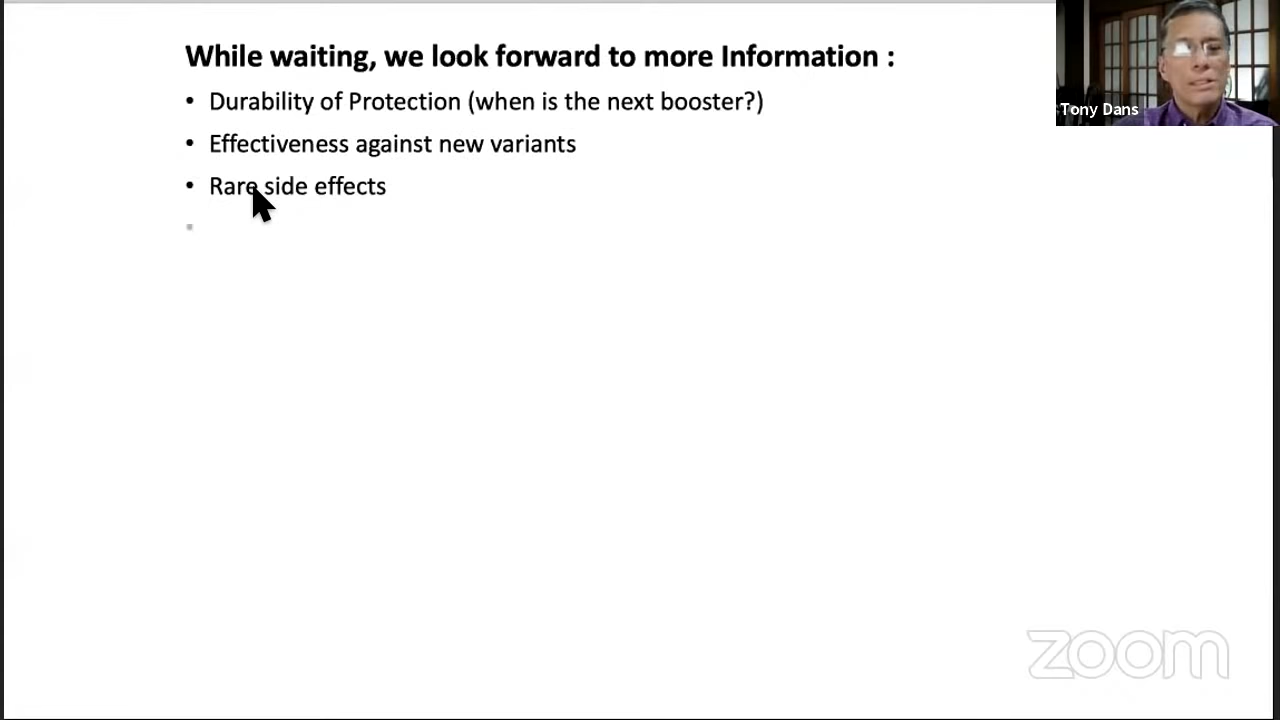 While waiting, we look forward to more Information :
• Durability of Protection (when is the next booster?)
• Effectiveness against new variants
• Rare side effects
Tony Dans
zoom